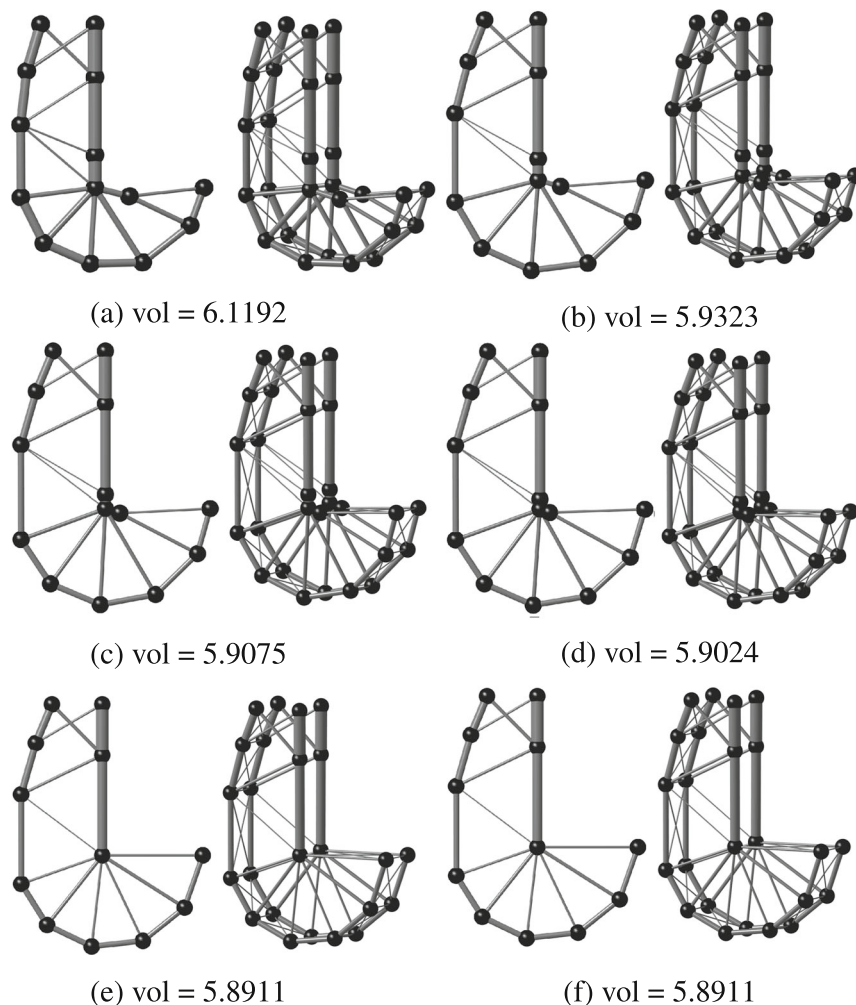 (a) vol = 6.1192
(b) vol = 5.9323
(c) vol = 5.9075
(d) vol = 5.9024
(e) vol = 5.8911
(f) vol = 5.8911